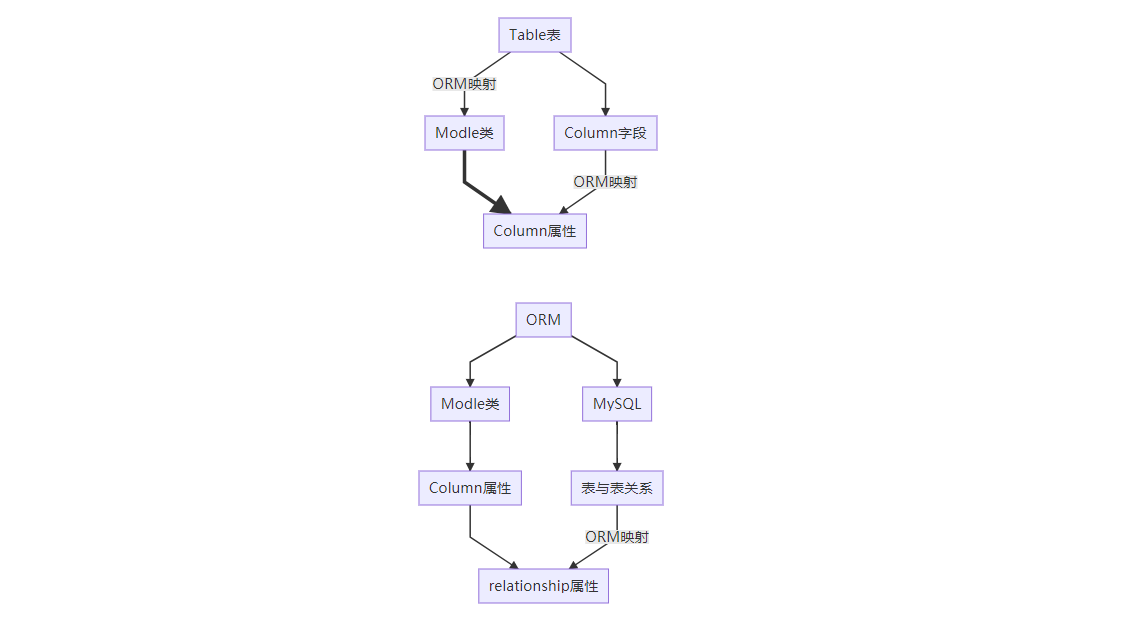 Table表
ORM映射
Modle类
Column字段
ORM映射
Column属性
ORM
Modle类
MySQL
Column属性
表与表关系
ORM映射
relationship属性